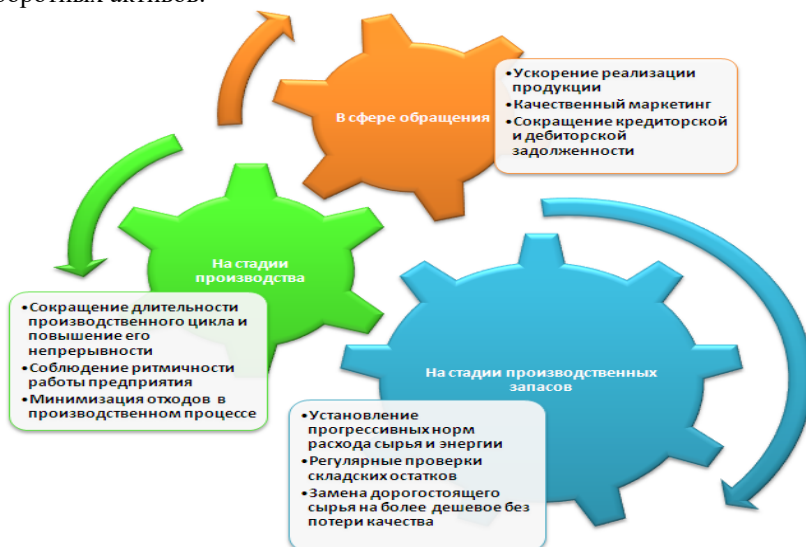 оборотных активов.
В сфере обращения
•Ускорение реализации
продукции
•Качественный маркетинг
•Сокращение кредиторской
и дебиторской
задолженности
На стадии
производства
•Сокращение длительности
производственного цикла и
повышение его
непрерывности
•Соблюдение ритмичности
работы предприятия
•Минимизация отходов в
производственном процессе
На стадии производственных
запасов
•Установление
прогрессивных норм
расхода сырья и энергии
•Регулярные проверки
складских остатков
•Замена дорогостоящего
сырья на более дешевое без
потери качества